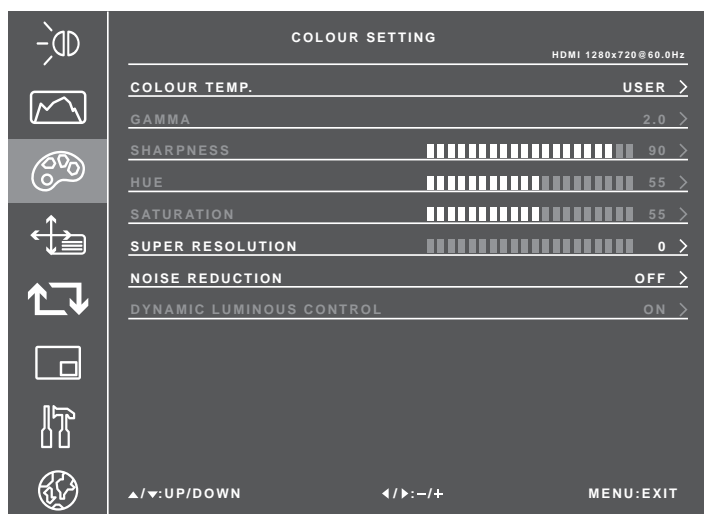 COLOUR SETTING
HDMI 1280x720@60.0Hz
COLOUR TEMP. USER >
GAMMA 2.0 >
SHARPNESS 90 >
HUE 55 >
SATURATION 55 >
SUPER RESOLUTION 0 >
NOISE REDUCTION OFF >
DYNAMIC LUMINOUS CONTROL ON >
▲/▼:UP/DOWN ◀/▶:−/+ MENU:EXIT